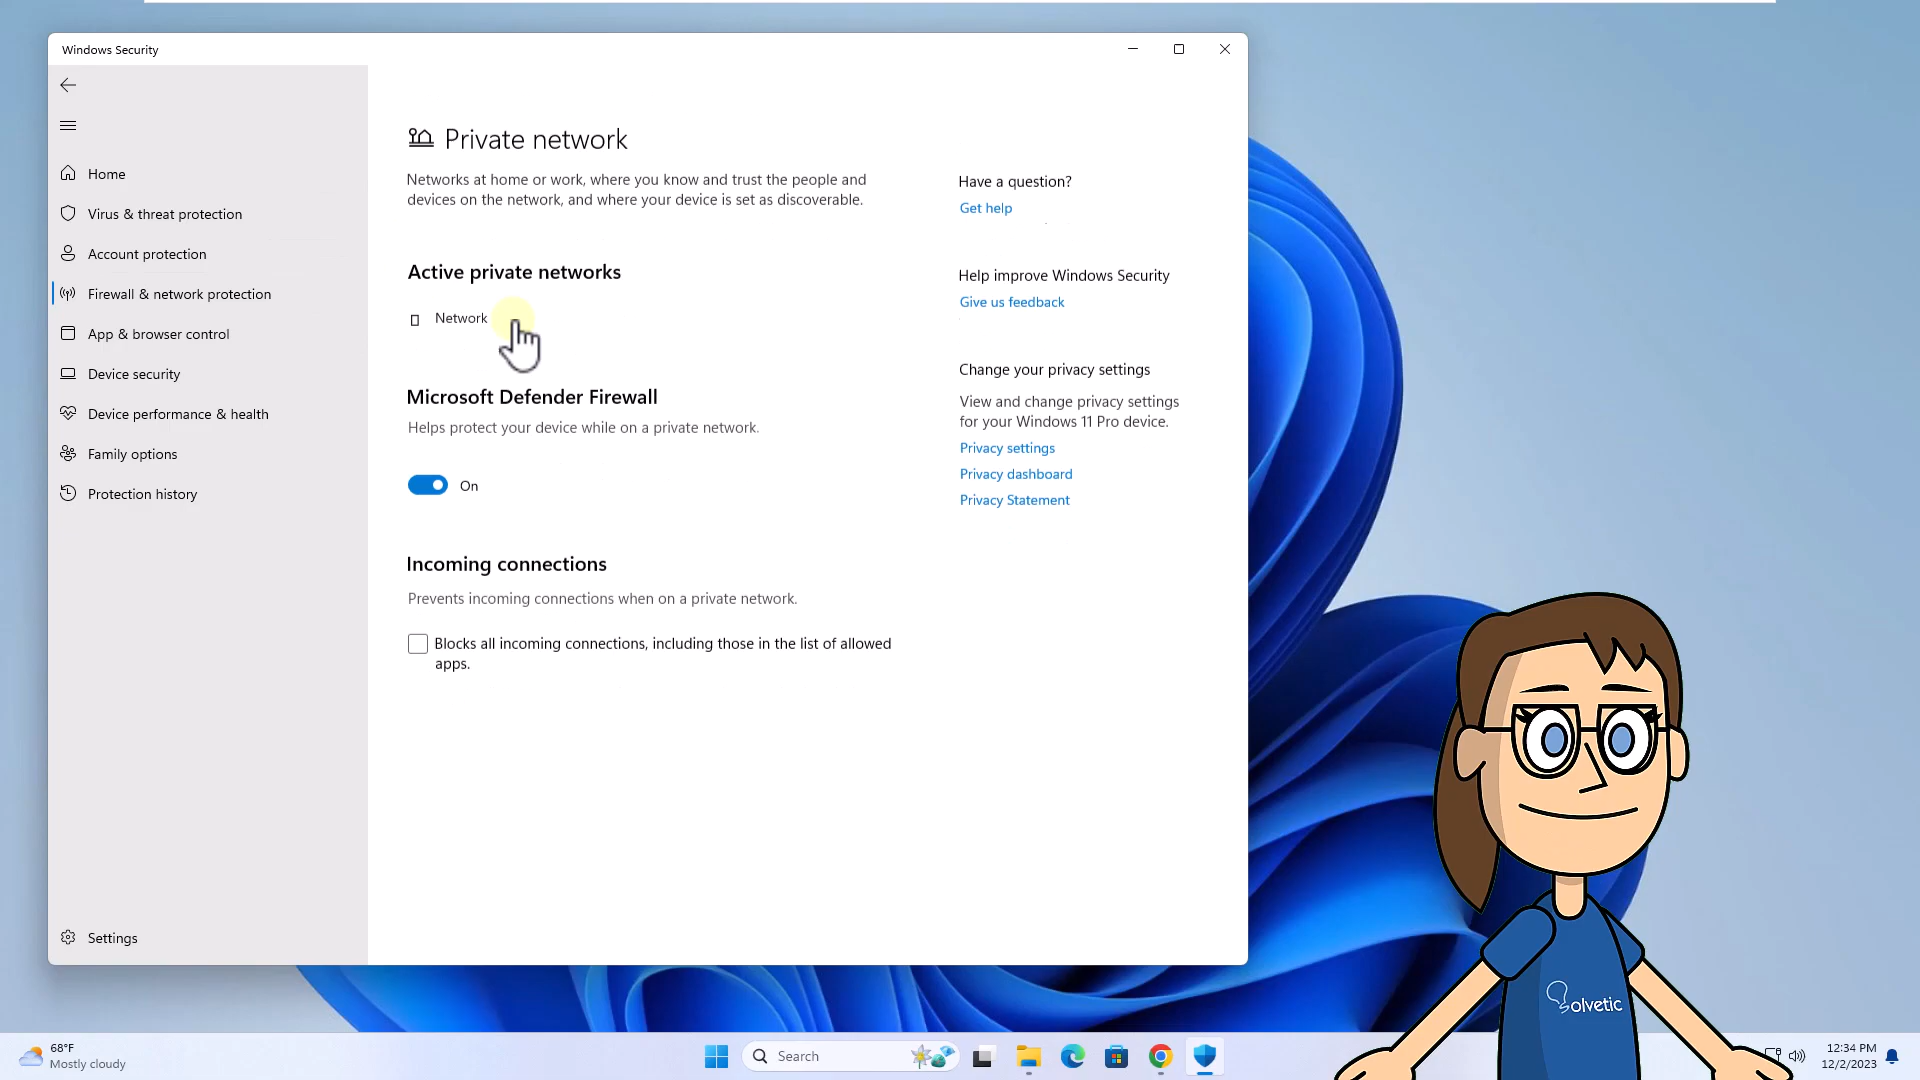 Windows Security
Home
Virus & threat protection
Account protection
Firewall & network protection
App & browser control
Device security
Device performance & health
Family options
Protection history
Settings
Private network
Networks at home or work, where you know and trust the people and
devices on the network, and where your device is set as discoverable.
Active private networks
Network
Microsoft Defender Firewall
Helps protect your device while on a private network.
On
Incoming connections
Prevents incoming connections when on a private network.
Blocks all incoming connections, including those in the list of allowed
apps.
Have a question?
Get help
Help improve Windows Security
Give us feedback
Change your privacy settings
View and change privacy settings
for your Windows 11 Pro device.
Privacy settings
Privacy dashboard
Privacy Statement
Solvetic
68°F
Mostly cloudy
Search
12:34 PM
12/2/2023